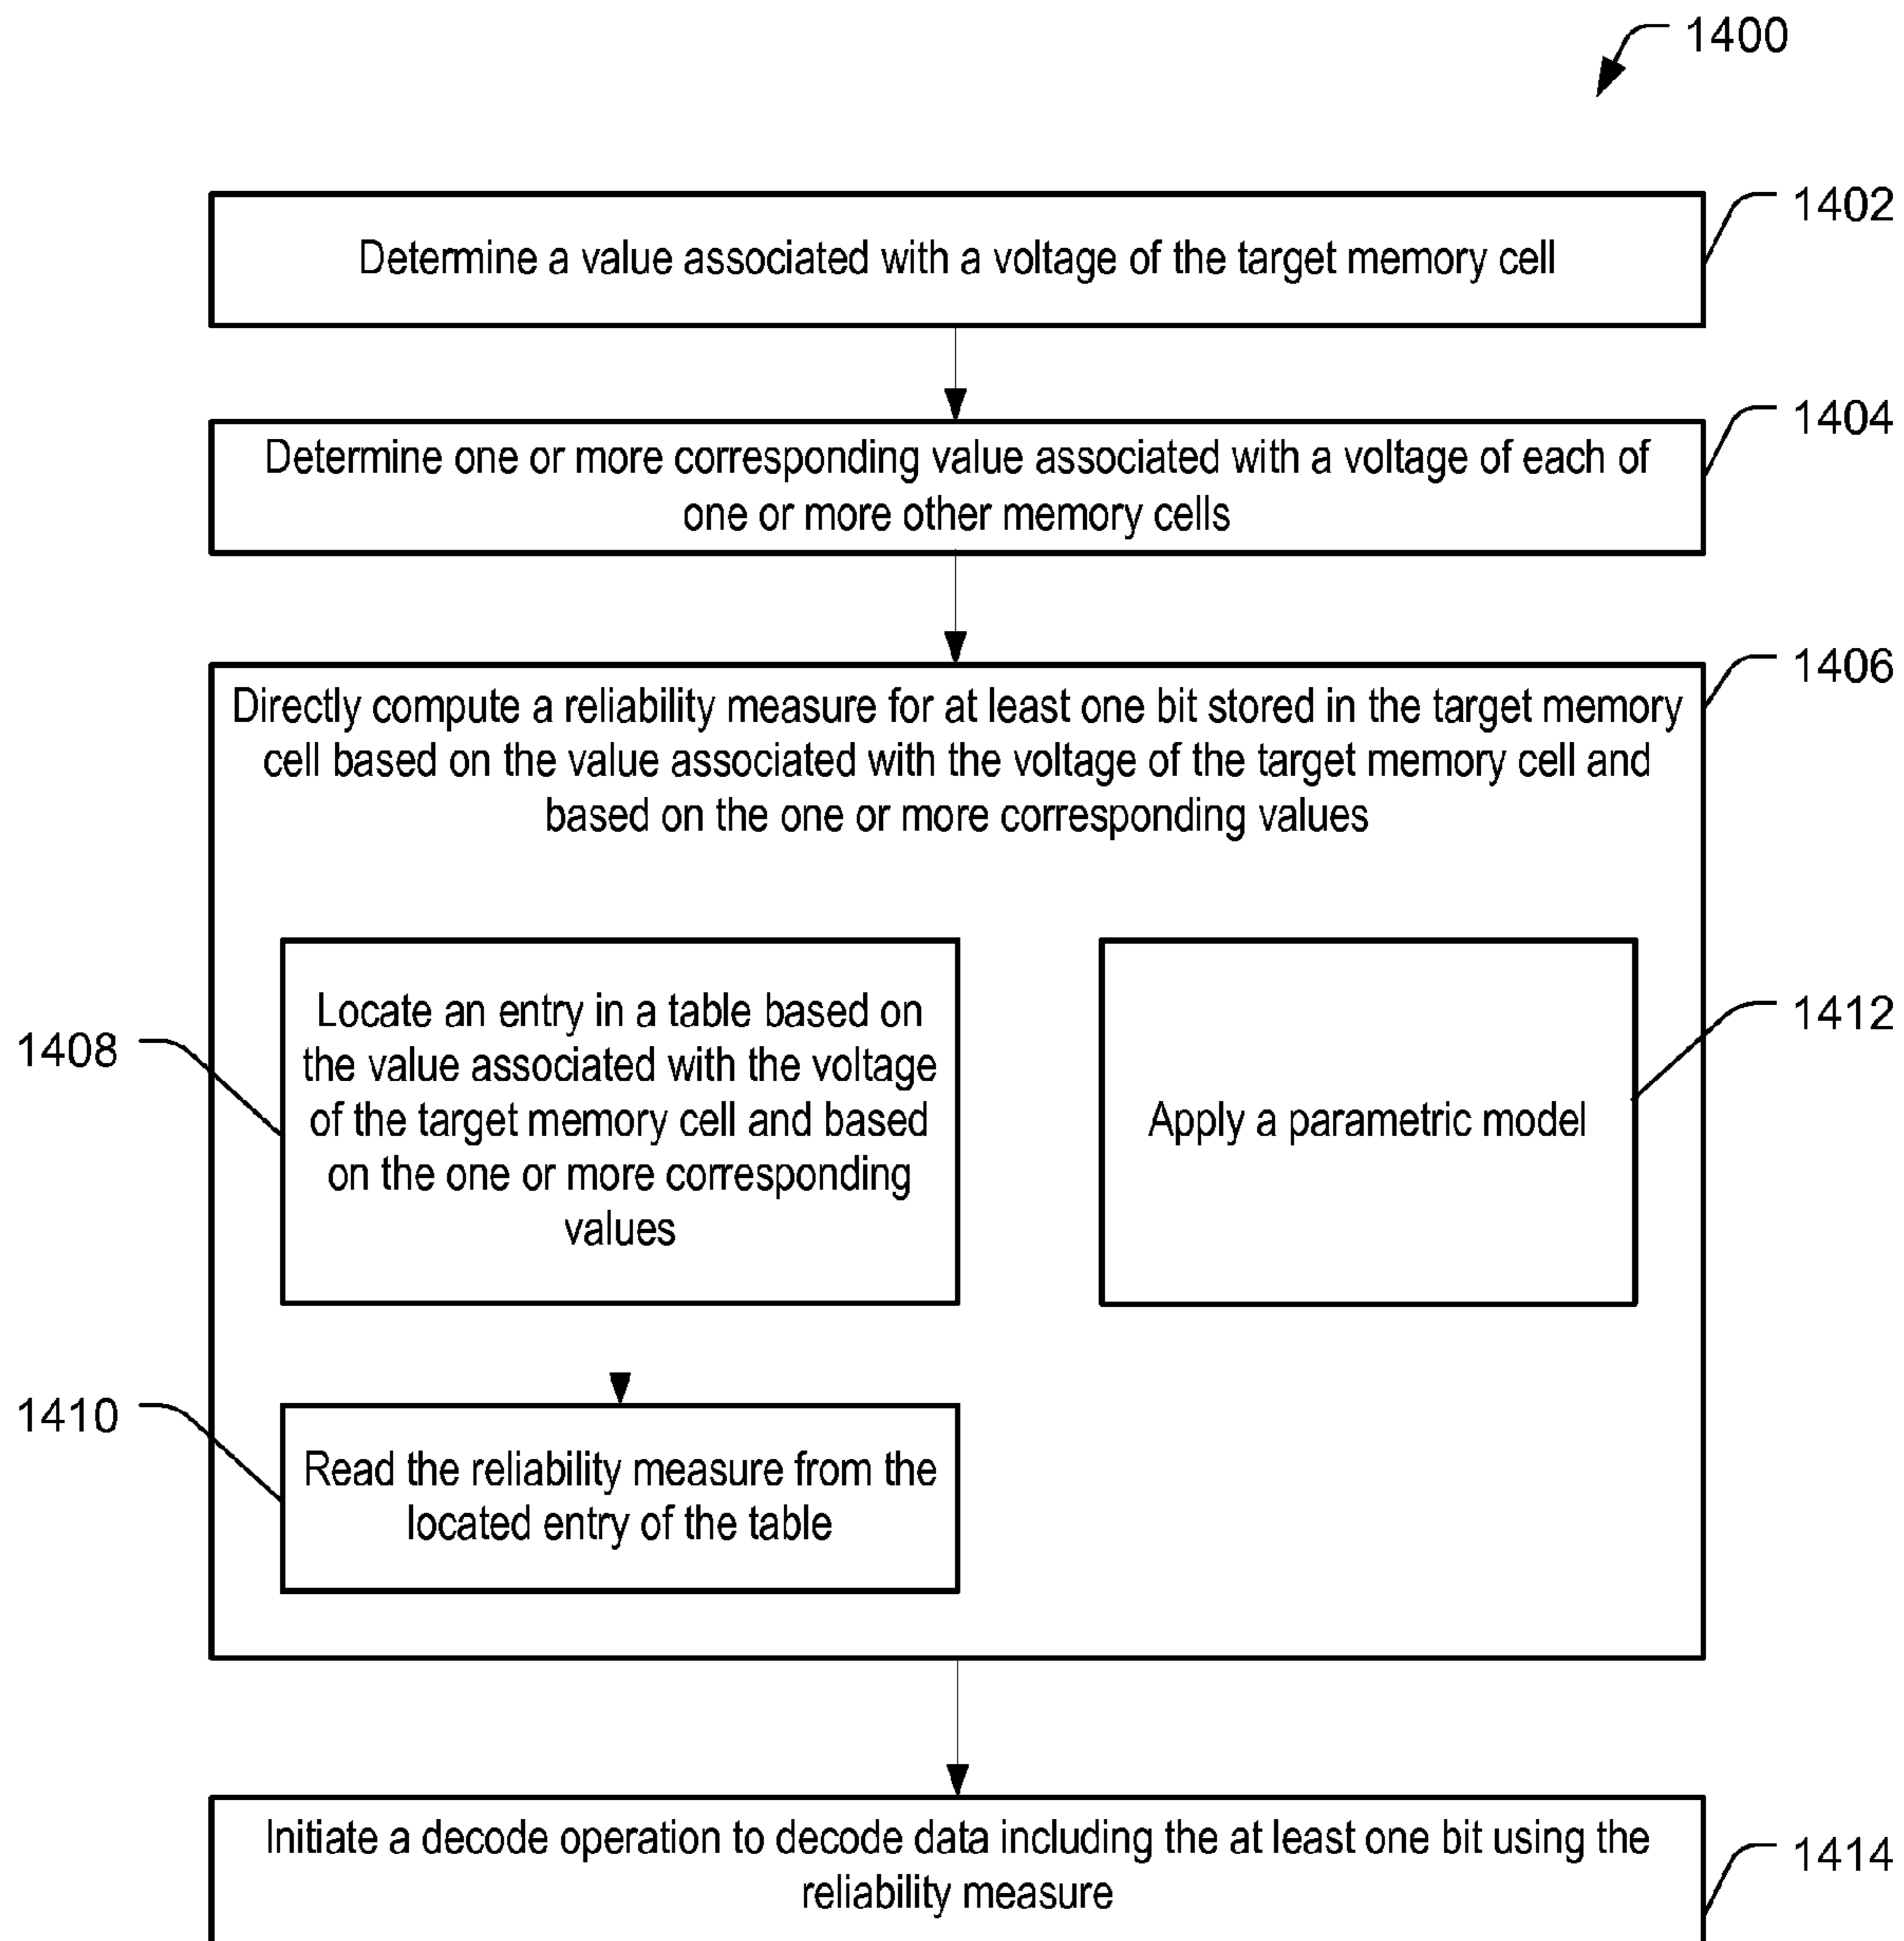 1400
Determine a value associated with a voltage of the target memory cell
1402
Determine one or more corresponding value associated with a voltage of each of
one or more other memory cells
1404
Directly compute a reliability measure for at least one bit stored in the target memory
cell based on the value associated with the voltage of the target memory cell and
based on the one or more corresponding values
1406
Locate an entry in a table based on
the value associated with the voltage
of the target memory cell and based
on the one or more corresponding
values
1408
Apply a parametric model
1412
Read the reliability measure from the
located entry of the table
1410
Initiate a decode operation to decode data including the at least one bit using the
reliability measure
1414